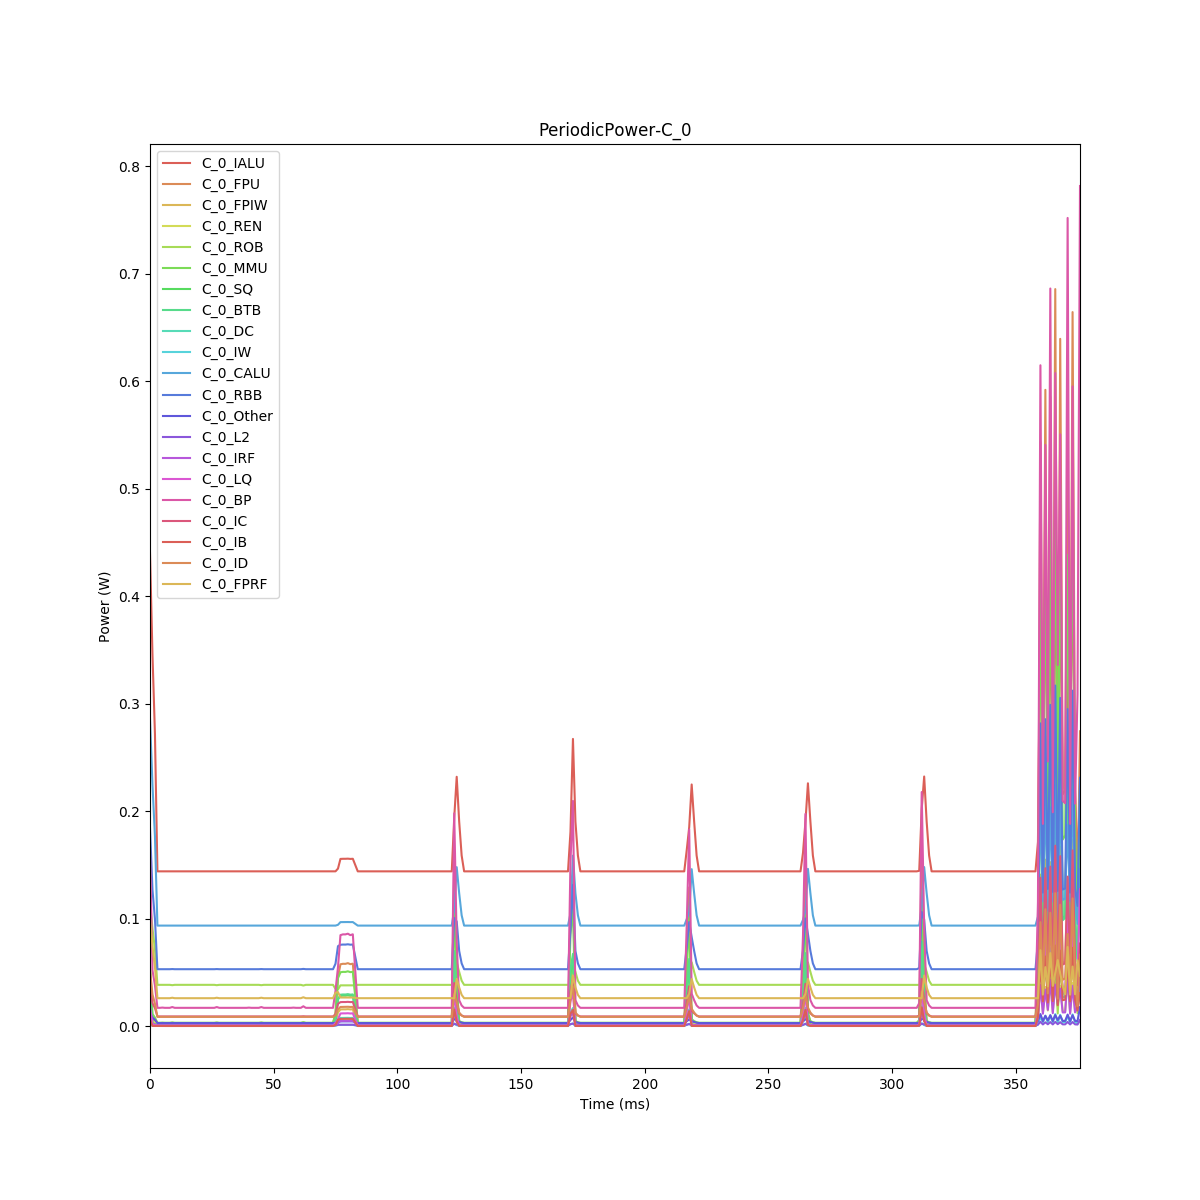 PeriodicPower-C_0
C_0_IALU
C_0_FPU
C_0_FPIW
C_0_REN
C_0_ROB
C_0_MMU
C_0_SQ
C_0_BTB
C_0_DC
C_0_IW
C_0_CALU
C_0_RBB
C_0_Other
C_0_L2
C_0_IRF
C_0_LQ
C_0_BP
C_0_IC
C_0_IB
C_0_ID
C_0_FPRF
0.8
0.7
0.6
0.5
0.4
0.3
0.2
0.1
0.0
Power (W)
0 50 100 150 200 250 300 350
Time (ms)